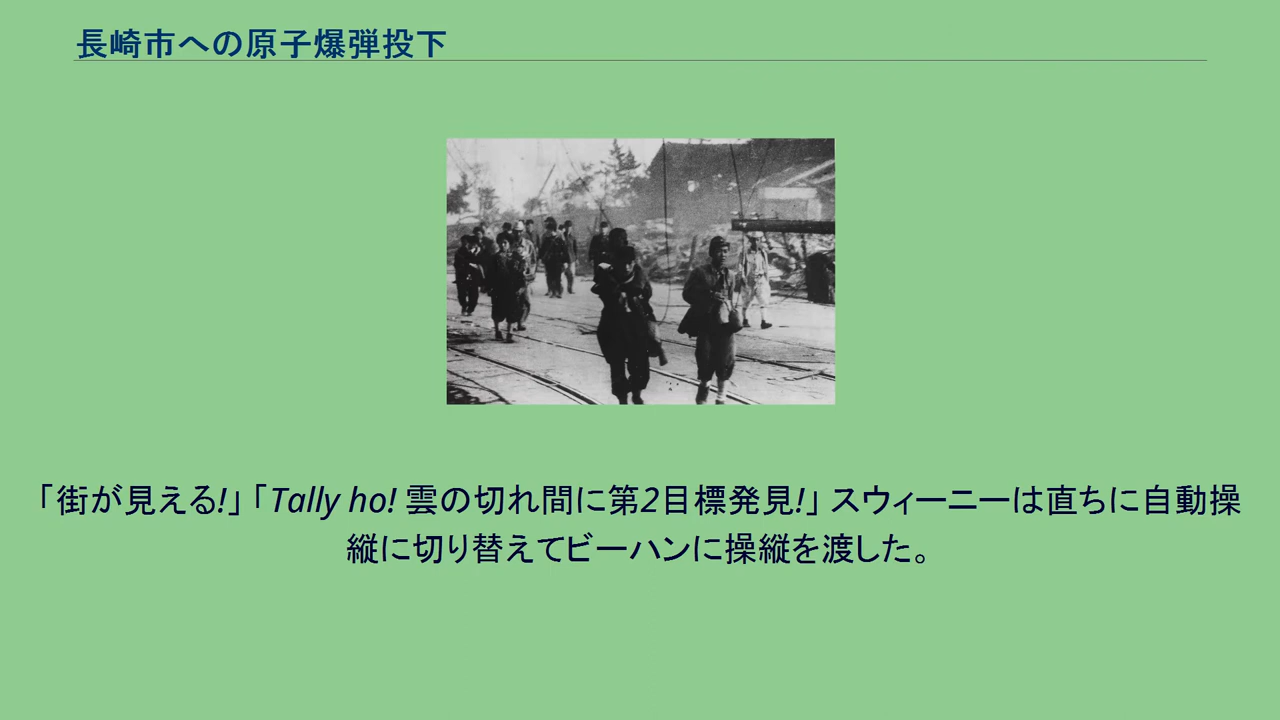 長崎市への原子爆弾投下
「街が見える!」「Tally ho! 雲の切れ間に第2目標発見!」 スウィーニーは直ちに自動操
縦に切り替えてビーハンに操縦を渡した。